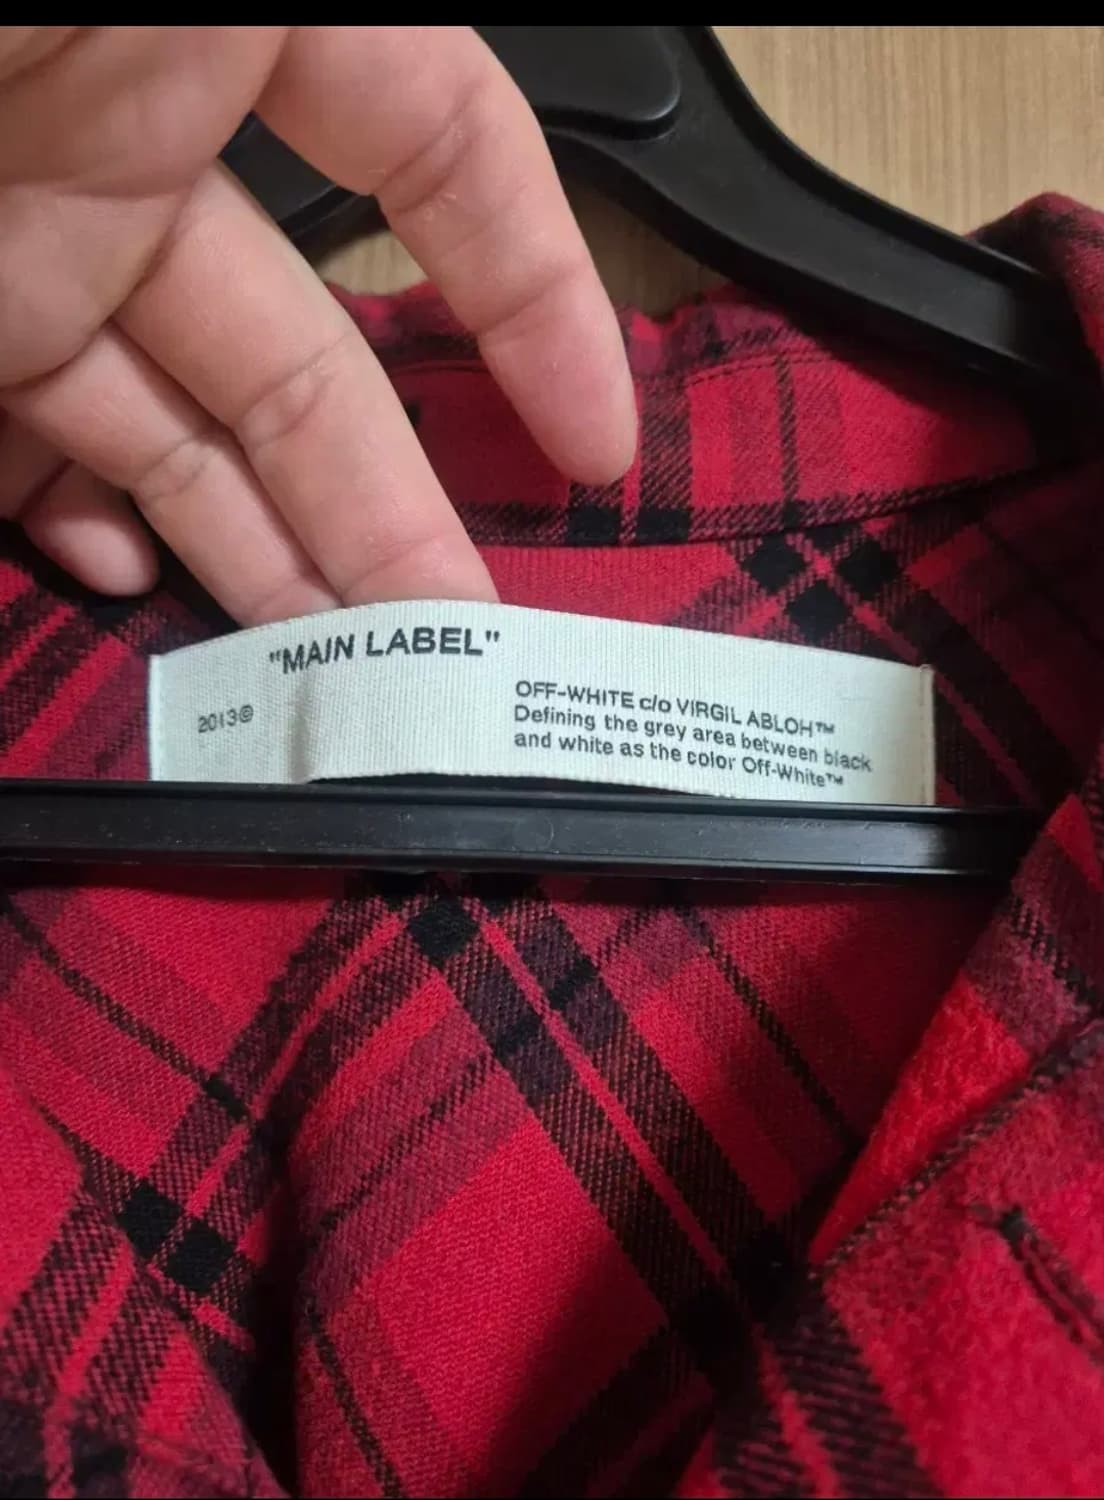 "MAIN LABEL"
2013©
OFF-WHITE c/o VIRGIL ABLOH™
Defining the grey area between black
and white as the color Off-White™